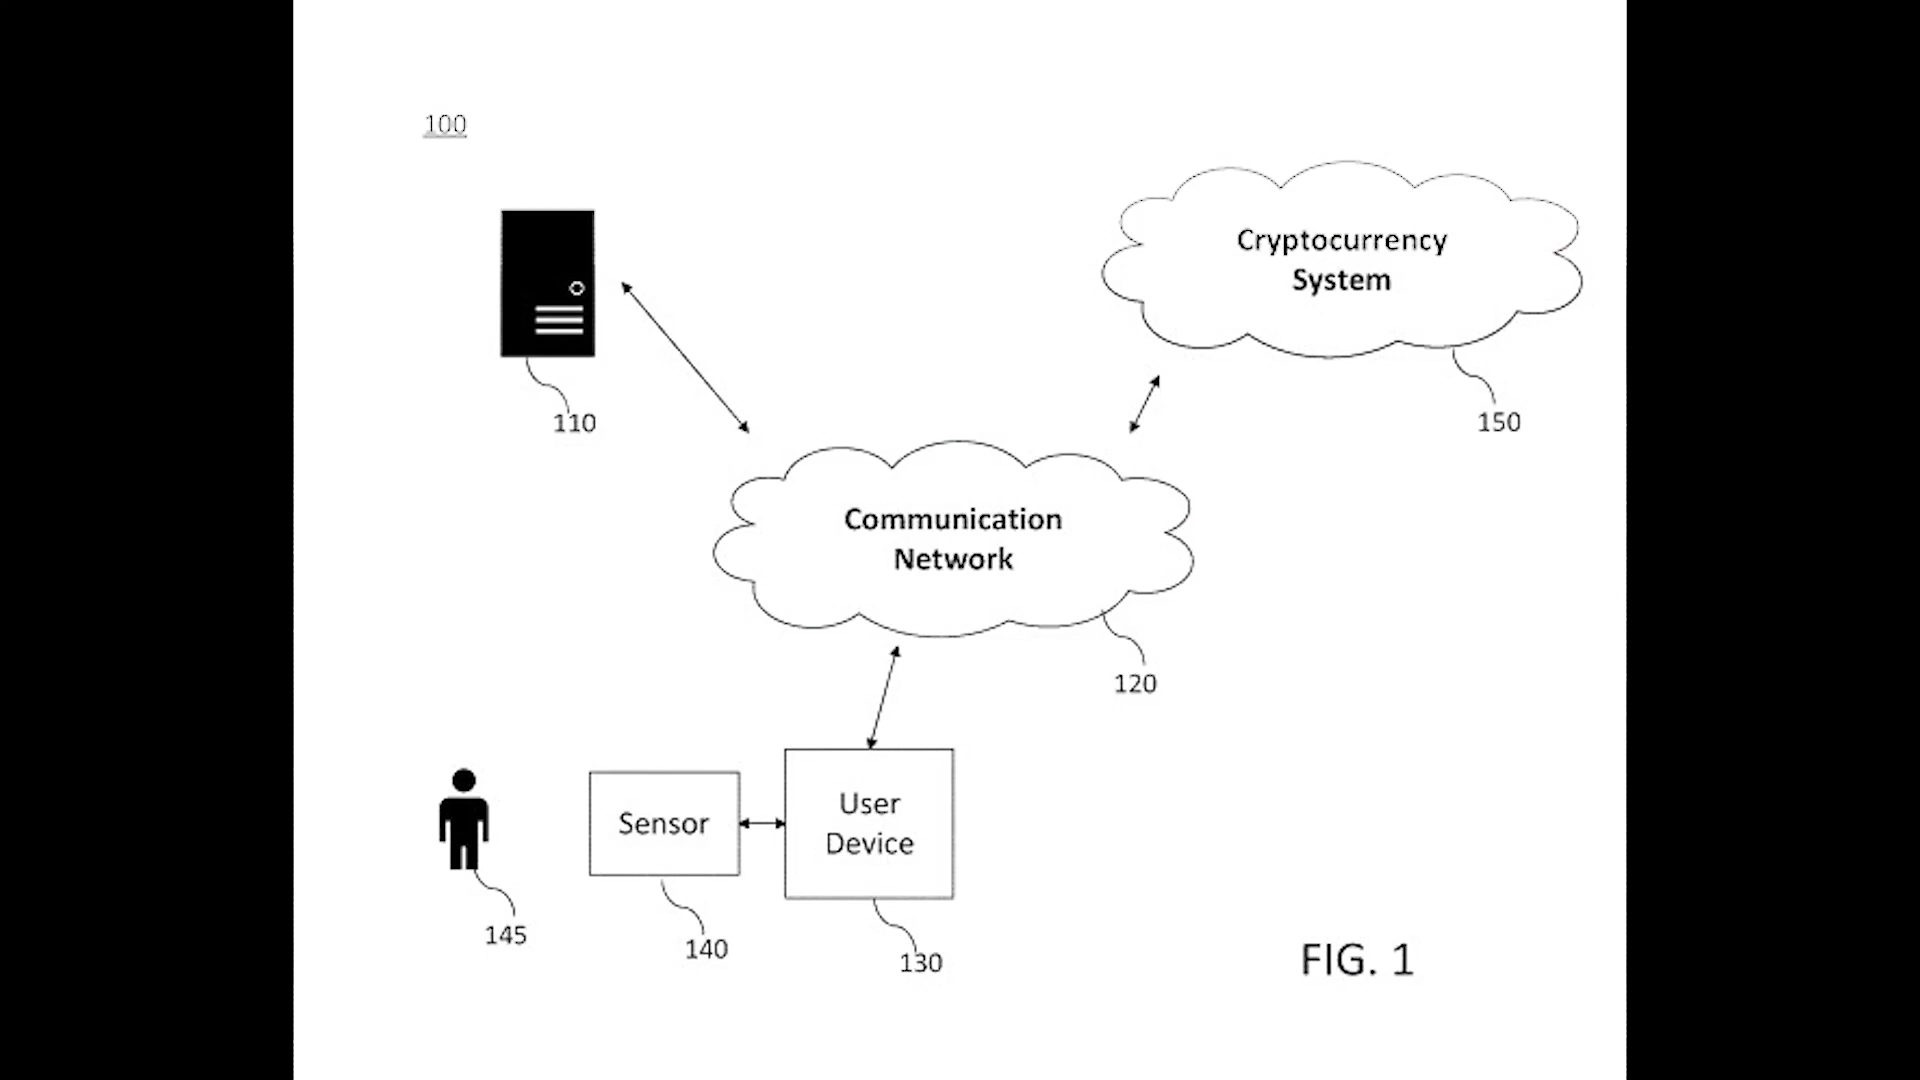 100
Cryptocurrency
System
110
150
Communication
Network
120
User
Device
Sensor
145
140
130
FIG. 1